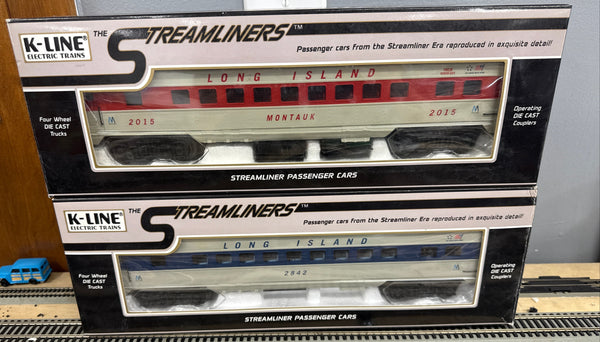 K-LINE®
ELECTRIC TRAINS
THE STREAMLINERS™
Passenger cars from the Streamliner Era reproduced in exquisite detail!
LONG ISLAND
2015
MONTAUK
2015
Four Wheel
DIE CAST
Trucks
Operating
DIE CAST
Couplers
STREAMLINER PASSENGER CARS
K-LINE®
ELECTRIC TRAINS
THE STREAMLINERS™
Passenger cars from the Streamliner Era reproduced in exquisite detail!
LONG ISLAND
2842
Four Wheel
DIE CAST
Trucks
Operating
DIE CAST
Couplers
STREAMLINER PASSENGER CARS